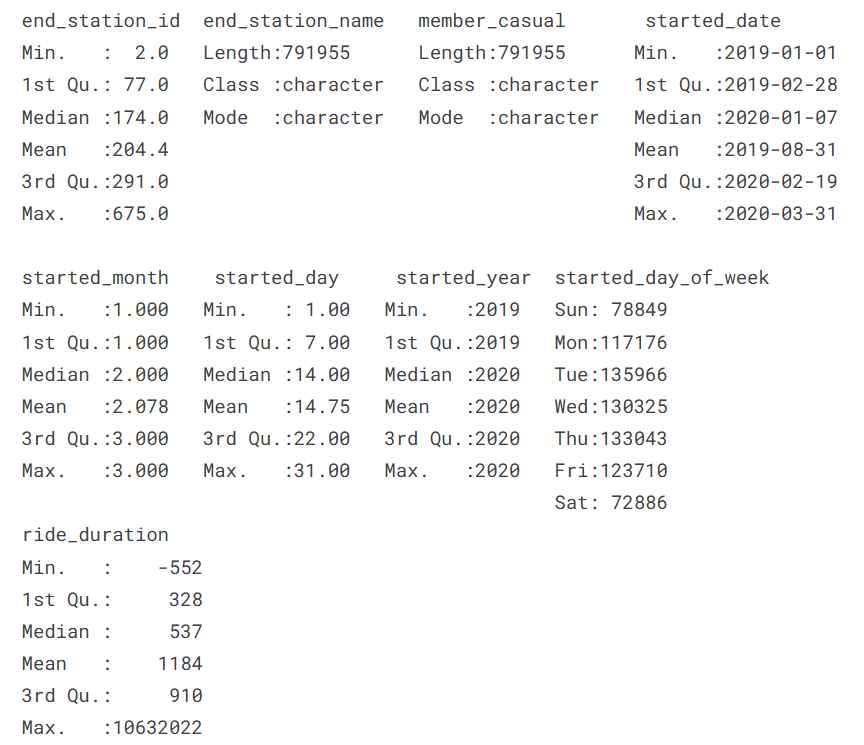 end_station_id  end_station_name   member_casual        started_date
Min.   :  2.0   Length:791955      Length:791955      Min.   :2019-01-01
1st Qu.: 77.0   Class :character   Class :character   1st Qu.:2019-02-28
Median :174.0   Mode  :character   Mode  :character   Median :2020-01-07
Mean   :204.4                                         Mean   :2019-08-31
3rd Qu.:291.0                                         3rd Qu.:2020-02-19
Max.   :675.0                                         Max.   :2020-03-31

started_month    started_day     started_year  started_day_of_week
Min.   :1.000   Min.   : 1.00   Min.   :2019   Sun: 78849
1st Qu.:1.000   1st Qu.: 7.00   1st Qu.:2019   Mon:117176
Median :2.000   Median :14.00   Median :2020   Tue:135966
Mean   :2.078   Mean   :14.75   Mean   :2020   Wed:130325
3rd Qu.:3.000   3rd Qu.:22.00   3rd Qu.:2020   Thu:133043
Max.   :3.000   Max.   :31.00   Max.   :2020   Fri:123710
                                               Sat: 72886
ride_duration
Min.   :    -552
1st Qu.:     328
Median :     537
Mean   :    1184
3rd Qu.:     910
Max.   :10632022